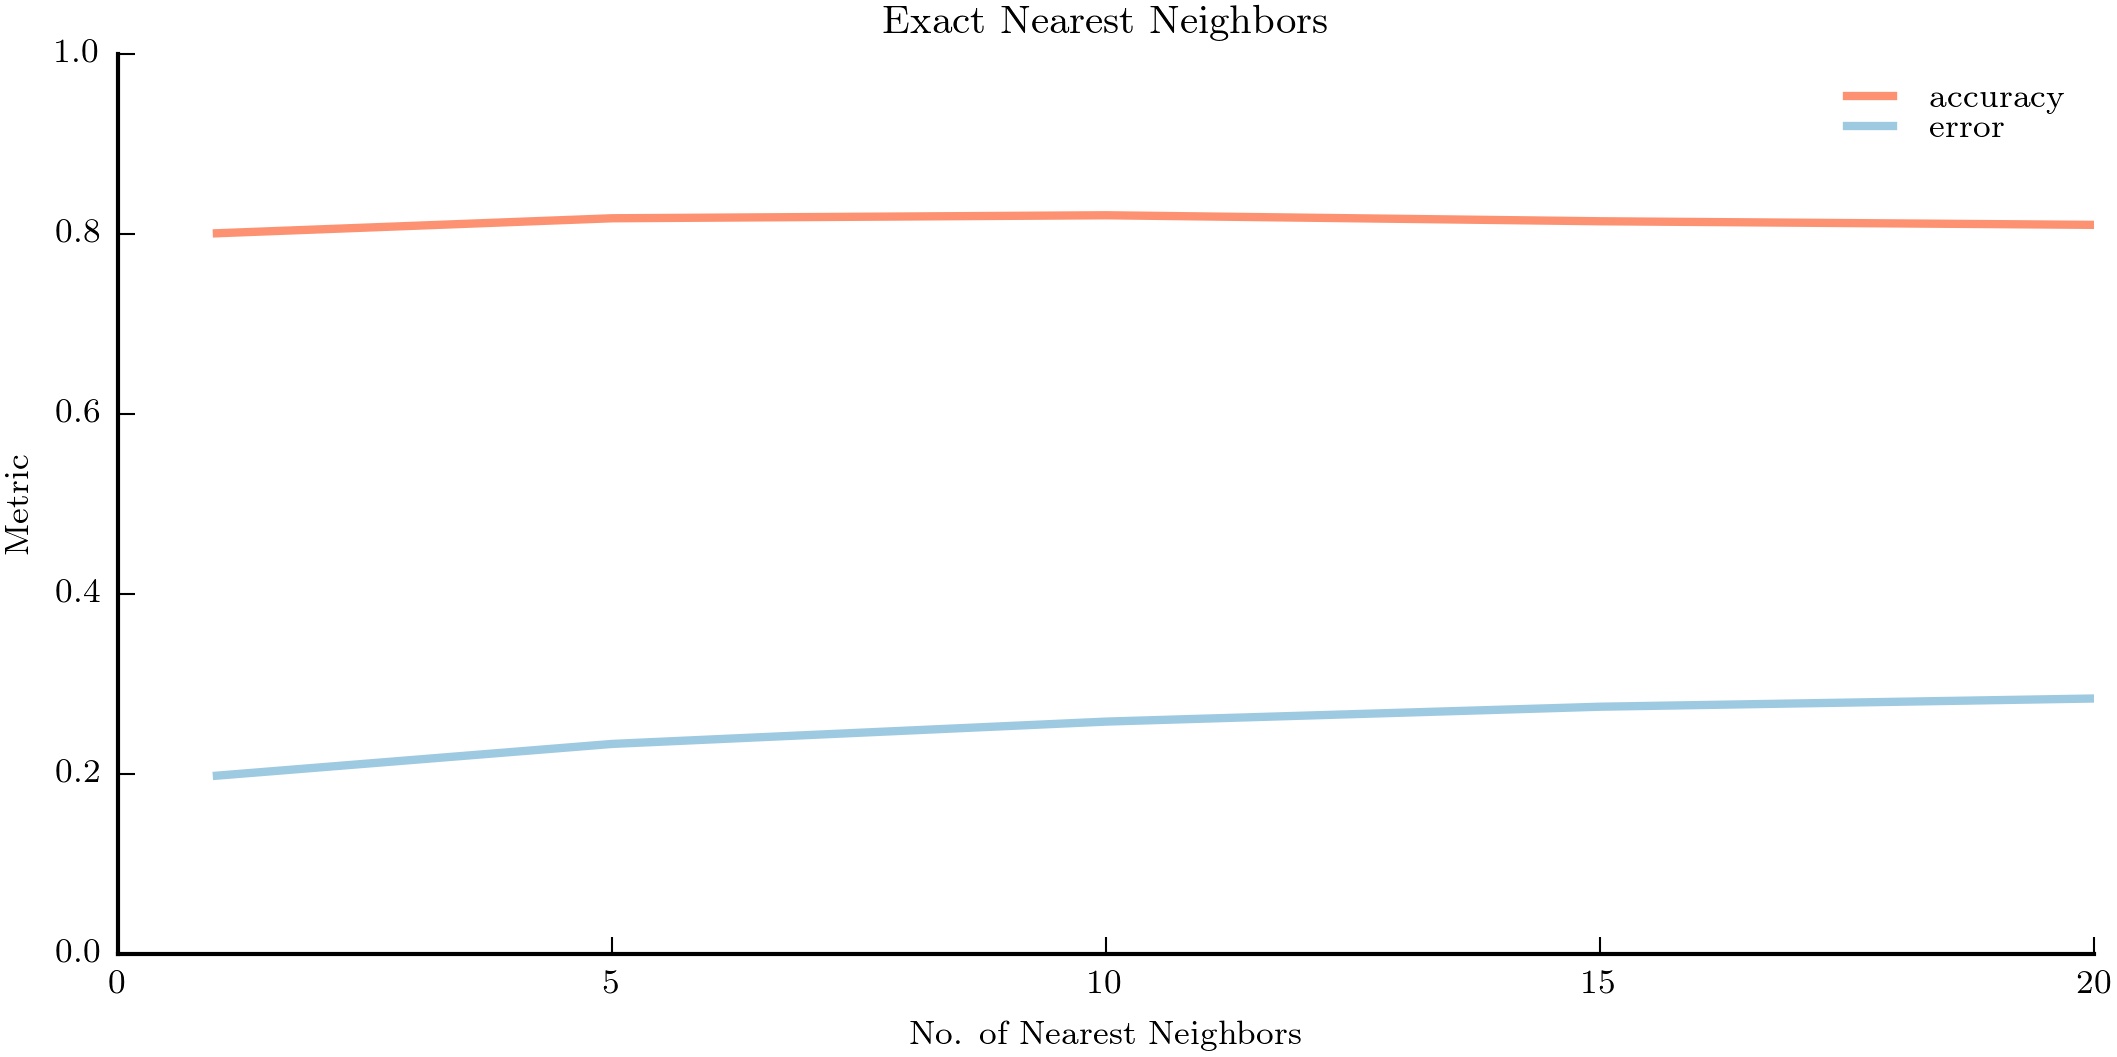 Exact Nearest Neighbors
1.0
accuracy
error
0.8
0.6
Metric
0.4
0.2
0.0
0 5 10 15 20
No. of Nearest Neighbors